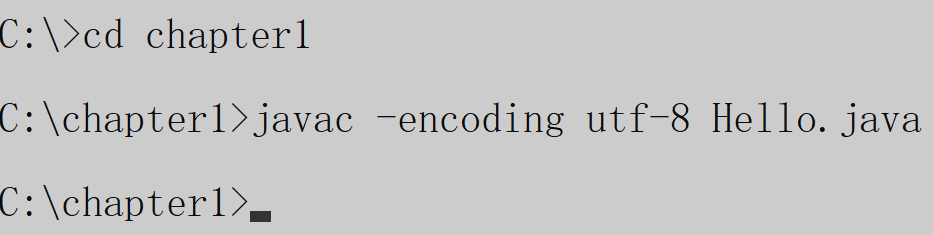 C:\>cd chapter1
C:\chapter1>javac -encoding utf-8 Hello.java
C:\chapter1>